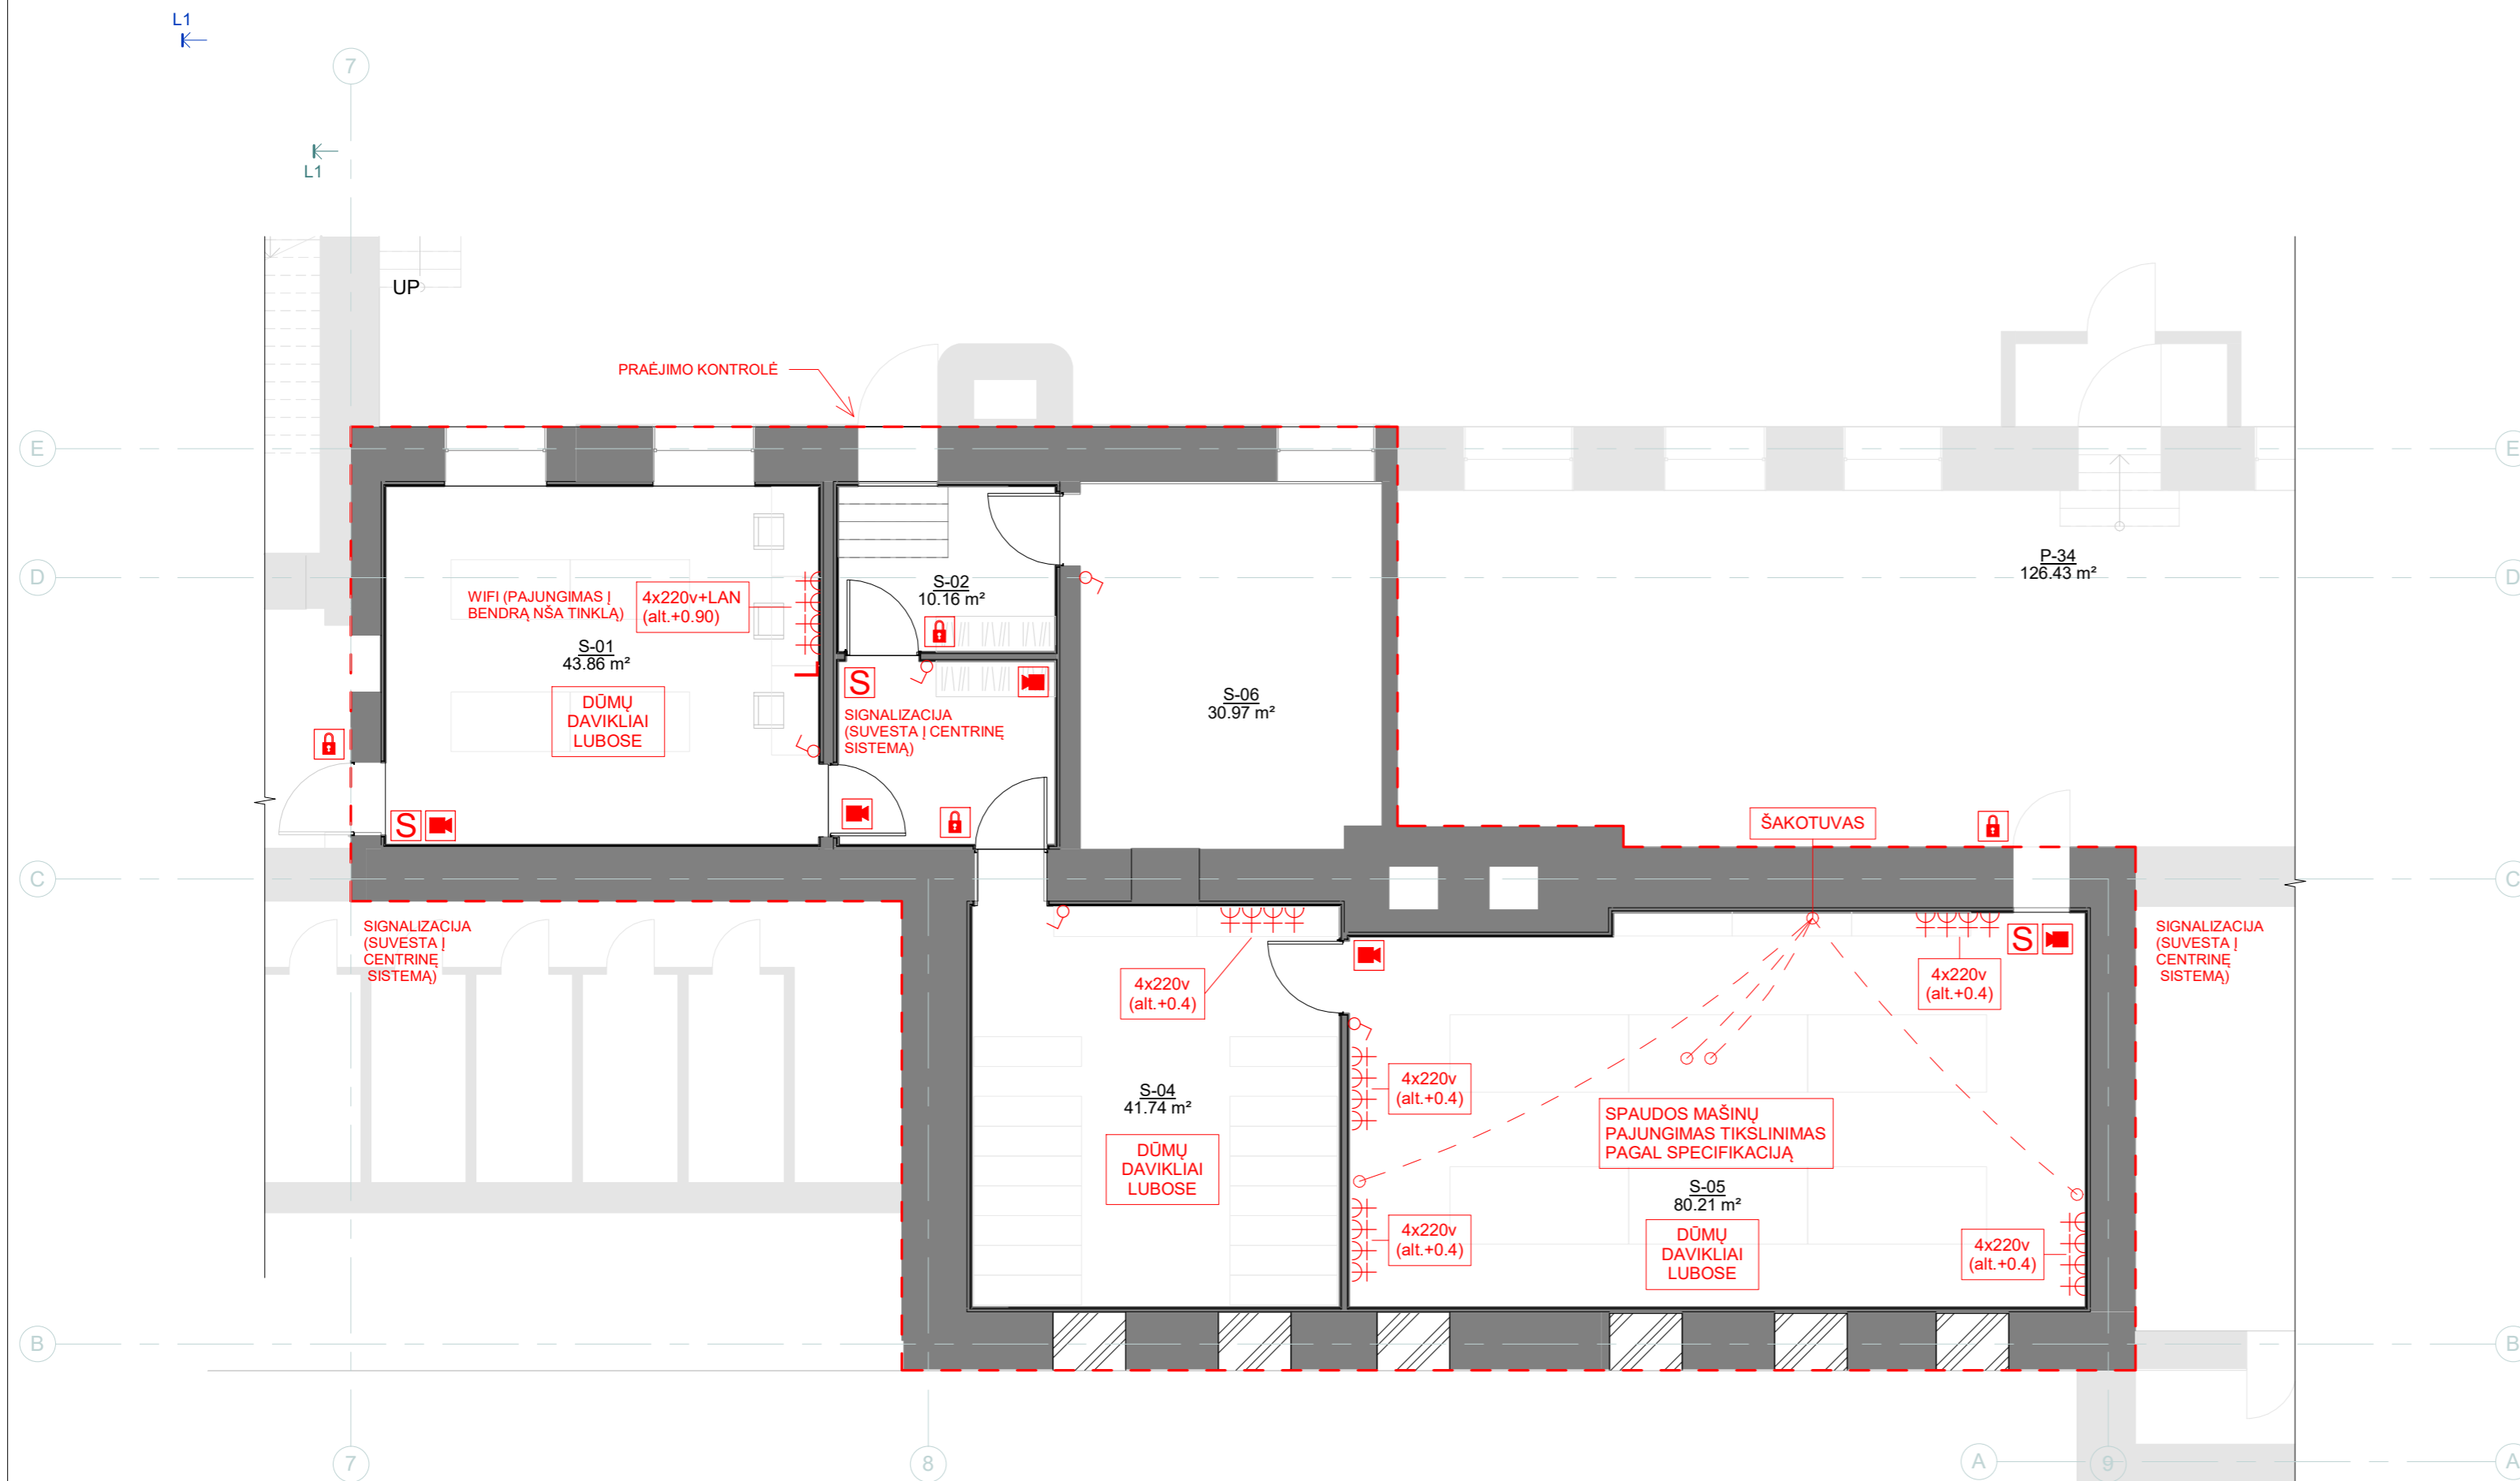 L1
7
L1
UP
PRAĖJIMO KONTROLĖ
E
E
D
D
P-34
126.43 m²
WIFI (PAJUNGIMAS Į
BENDRĄ NŠA TINKLĄ)
4x220v+LAN
(alt.+0.90)
S-01
43.86 m²
DŪMŲ
DAVIKLIAI
LUBOSE
S-02
10.16 m²
S
SIGNALIZACIJA
(SUVESTA Į CENTRINĘ
SISTEMĄ)
S-06
30.97 m²
S
ŠAKOTUVAS
C
C
SIGNALIZACIJA
(SUVESTA Į
CENTRINĘ
SISTEMĄ)
4x220v
(alt.+0.4)
S
4x220v
(alt.+0.4)
SIGNALIZACIJA
(SUVESTA Į
CENTRINĘ
SISTEMĄ)
S-04
41.74 m²
DŪMŲ
DAVIKLIAI
LUBOSE
4x220v
(alt.+0.4)
SPAUDOS MAŠINŲ
PAJUNGIMAS TIKSLINIMAS
PAGAL SPECIFIKACIJĄ
S-05
80.21 m²
DŪMŲ
DAVIKLIAI
LUBOSE
4x220v
(alt.+0.4)
4x220v
(alt.+0.4)
B
B
7
8
A
9
A